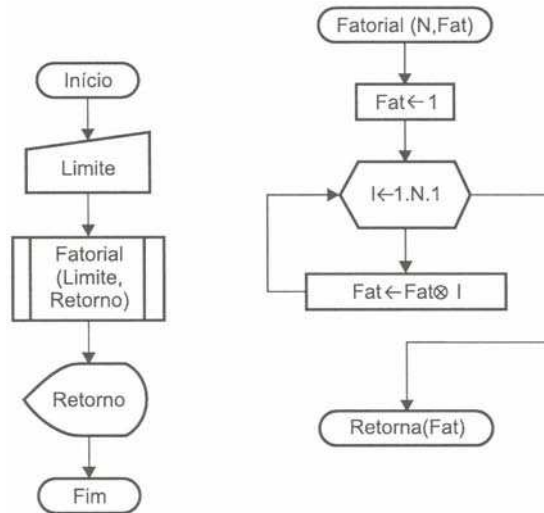 Início
Limite
Fatorial
(Limite,
Retorno)
Retorno
Fim
Fatorial (N,Fat)
Fat←1
I←1.N.1
Fat←Fat⊗ I
Retorna(Fat)